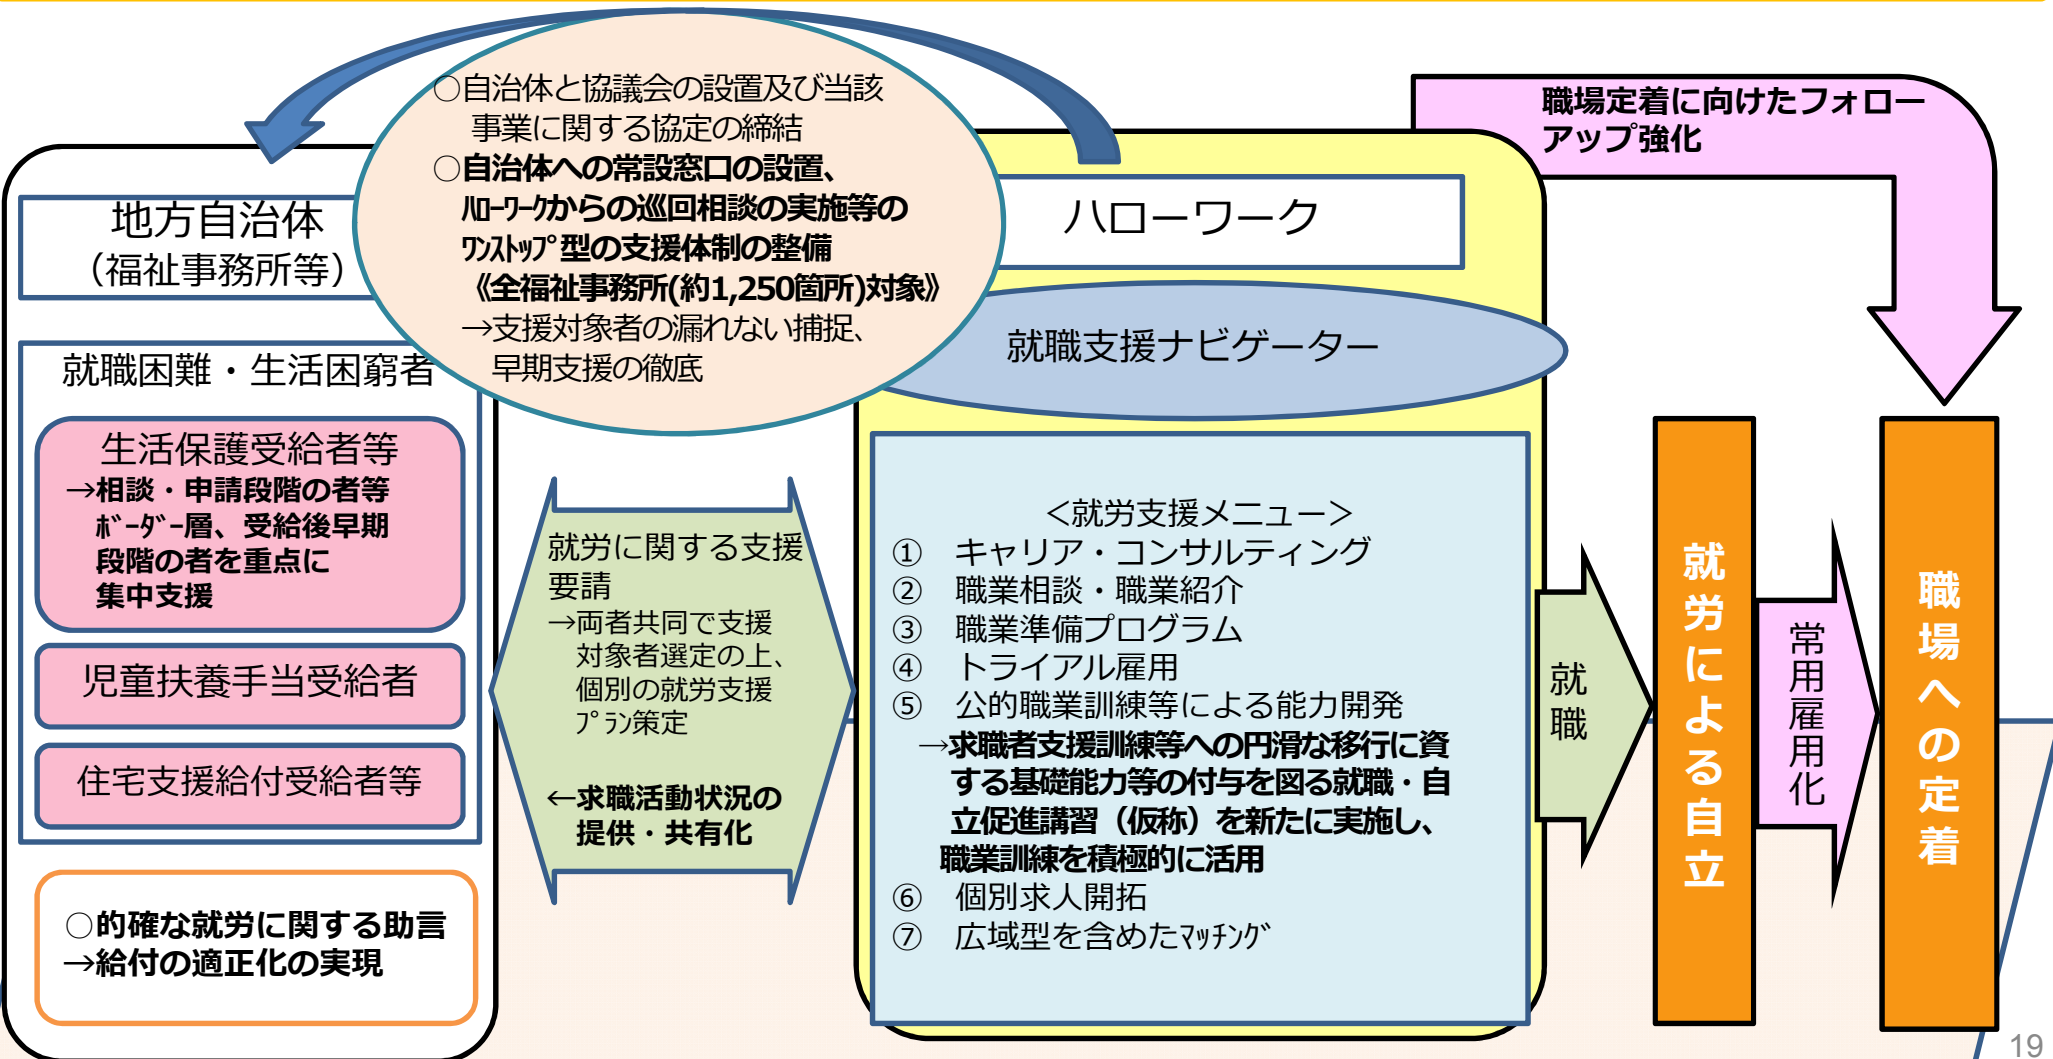 ○自治体と協議会の設置及び当該
事業に関する協定の締結
○自治体への常設窓口の設置、
ﾊﾛｰﾜｰｸからの巡回相談の実施等の
ﾜﾝｽﾄｯﾌﾟ型の支援体制の整備
《全福祉事務所(約1,250箇所)対象》
→支援対象者の漏れない捕捉、
早期支援の徹底
地方自治体
（福祉事務所等）
就職困難・生活困窮者
生活保護受給者等
→相談・申請段階の者等
ﾎﾞｰﾀﾞｰ層、受給後早期
段階の者を重点に
集中支援
児童扶養手当受給者
住宅支援給付受給者等
○的確な就労に関する助言
→給付の適正化の実現
就労に関する支援
要請
→両者共同で支援
対象者選定の上、
個別の就労支援
ﾌﾟﾗﾝ策定
←求職活動状況の
提供・共有化
ハローワーク
就職支援ナビゲーター
＜就労支援メニュー＞
① キャリア・コンサルティング
② 職業相談・職業紹介
③ 職業準備プログラム
④ トライアル雇用
⑤ 公的職業訓練等による能力開発
→求職者支援訓練等への円滑な移行に資
する基礎能力等の付与を図る就職・自
立促進講習（仮称）を新たに実施し、
職業訓練を積極的に活用
⑥ 個別求人開拓
⑦ 広域型を含めたﾏｯﾁﾝｸﾞ
職場定着に向けたフォロー
アップ強化
就職
就労による自立
常用雇用化
職場への定着
19